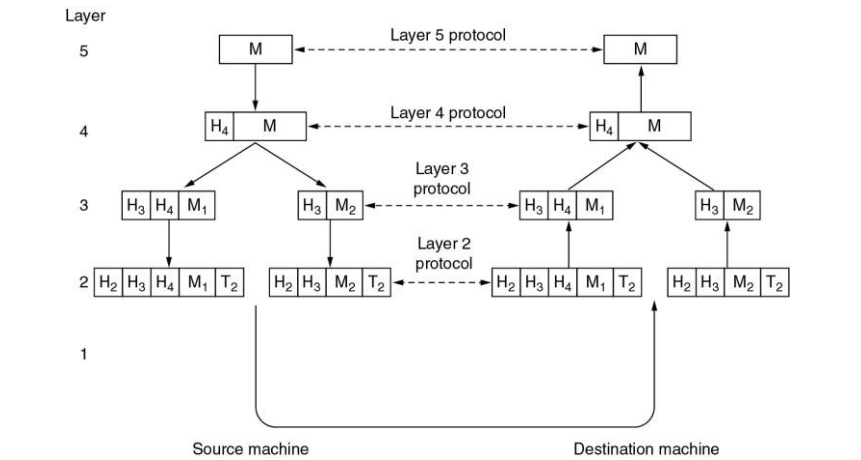 Layer
5 M Layer 5 protocol M
4 H₄ M Layer 4 protocol H₄ M
Layer 3
protocol
3 H₃ H₄ M₁ H₃ M₂ H₃ H₄ M₁ H₃ M₂
Layer 2
protocol
2 H₂ H₃ H₄ M₁ T₂ H₂ H₃ M₂ T₂ H₂ H₃ H₄ M₁ T₂ H₂ H₃ M₂ T₂
1
Source machine Destination machine